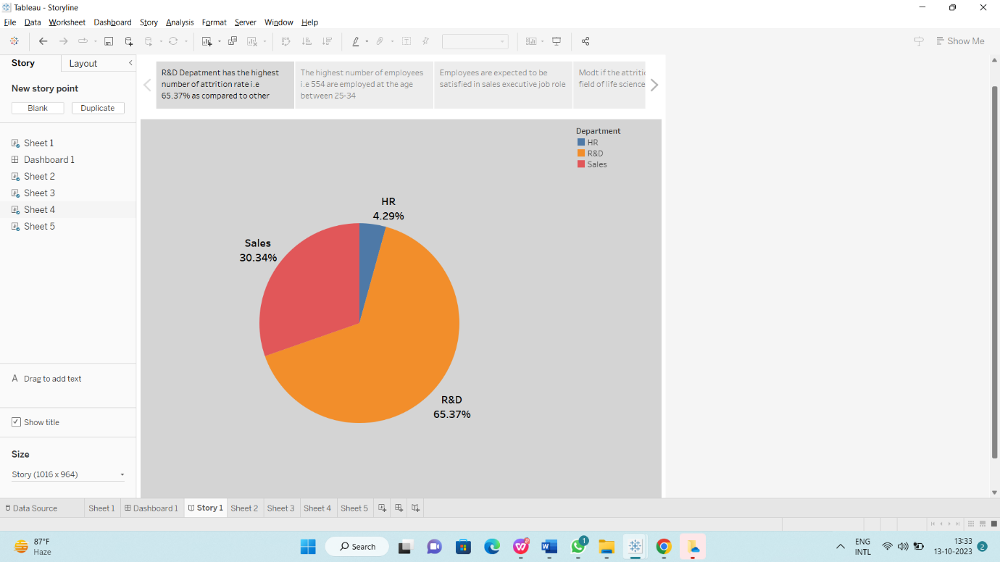 Tableau - Storyline
File Data Worksheet Dashboard Story Analysis Format Server Window Help
Show Me
Story
Layout
New story point
Blank
Duplicate
Sheet 1
Dashboard 1
Sheet 2
Sheet 3
Sheet 4
Sheet 5
Drag to add text
Show title
Size
Story (1016 x 964)
R&D Depatment has the highest
number of attrition rate i.e
65.37% as compared to other
The highest number of employees
i.e 554 are employed at the age
between 25-34
Employees are expected to be
satisfied in sales executive job role
Modt if the attriti
field of life science
Department
HR
R&D
Sales
HR
4.29%
Sales
30.34%
R&D
65.37%
Data Source Sheet 1 Dashboard 1 Story 1 Sheet 2 Sheet 3 Sheet 4 Sheet 5
87°F
Haze
Search
1
ENG
INTL
13:33
13-10-2023
2